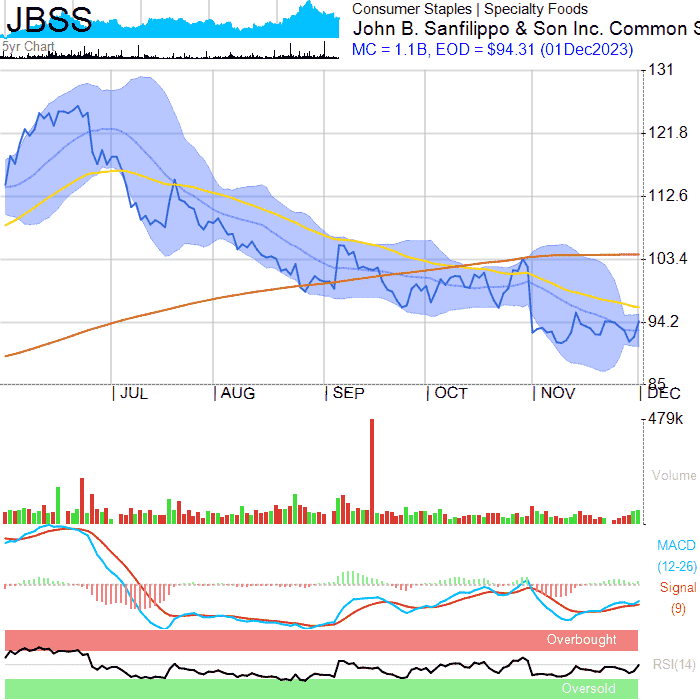 JBSS
5yr Chart
Consumer Staples | Specialty Foods
John B. Sanfilippo & Son Inc. Common S
MC = 1.1B, EOD = $94.31 (01Dec2023)
131
121.8
112.6
103.4
94.2
85
JUL AUG SEP OCT NOV DEC
479k
Volume
MACD
(12-26)
Signal
(9)
Overbought
RSI(14)
Oversold